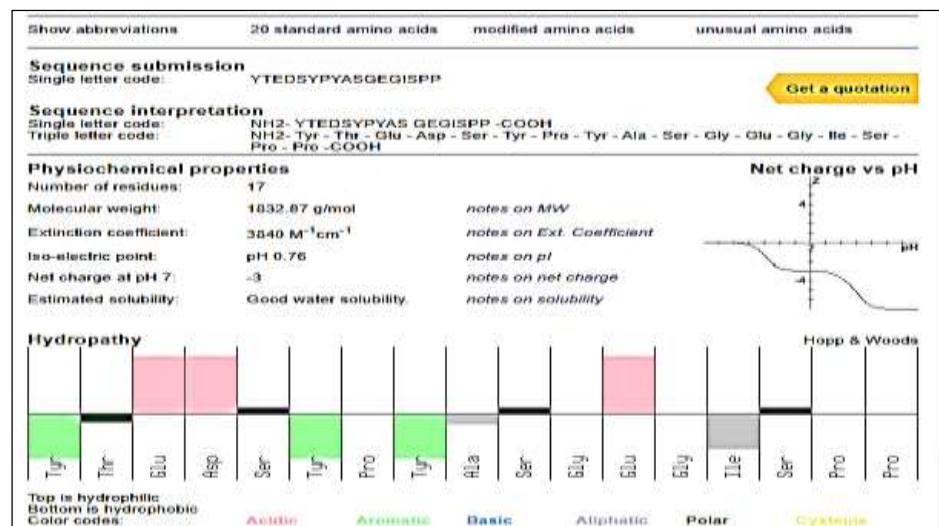 Show abbreviations 20 standard amino acids modified amino acids unusual amino acids
Sequence submission
Single letter code: YTEDSYPYASGEGISPP
Get a quotation
Sequence interpretation
Single letter code: NH2- YTEDSYPYAS GEGISPP -COOH
Triple letter code: NH2- Tyr - Thr - Glu - Asp - Ser - Tyr - Pro - Tyr - Ala - Ser - Gly - Glu - Gly - Ile - Ser -
Pro - Pro -COOH
Physiochemical properties Net charge vs pH
Number of residues: 17
Molecular weight: 1832.87 g/mol notes on MW
Extinction coefficient: 3840 M⁻¹cm⁻¹ notes on Ext. Coefficient
Iso-electric point: pH 0.76 notes on pI
Net charge at pH 7: -3 notes on net charge
Estimated solubility: Good water solubility. notes on solubility
Z
4
pH
-4
Hydropathy Hopp & Woods
Tyr Thr Glu Asp Ser Tyr Pro Tyr Ala Ser Gly Glu Gly Ile Ser Pro Pro
Top is hydrophilic
Bottom is hydrophobic
Color codes: Acidic Aromatic Basic Aliphatic Polar Cysteine